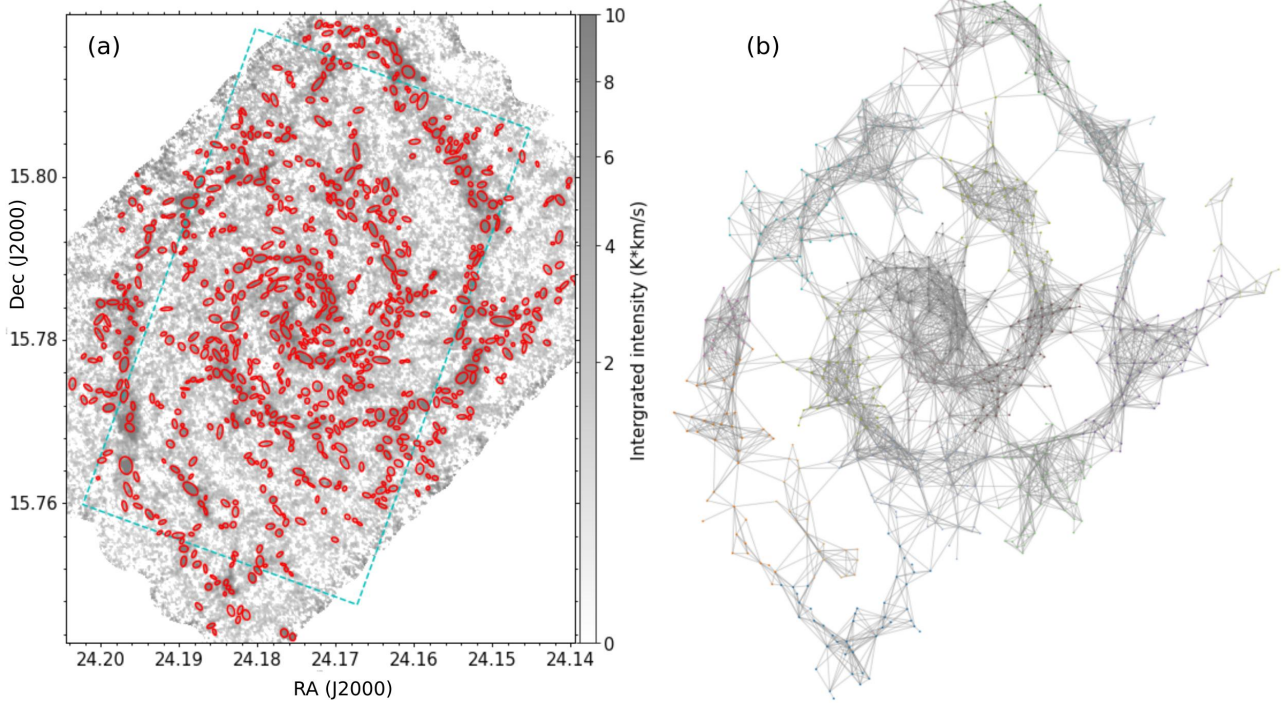 (a)
(b)
10
8
6
4
2
0
Intergrated intensity (K*km/s)
15.80
15.78
15.76
Dec (J2000)
24.20 24.19 24.18 24.17 24.16 24.15 24.14
RA (J2000)